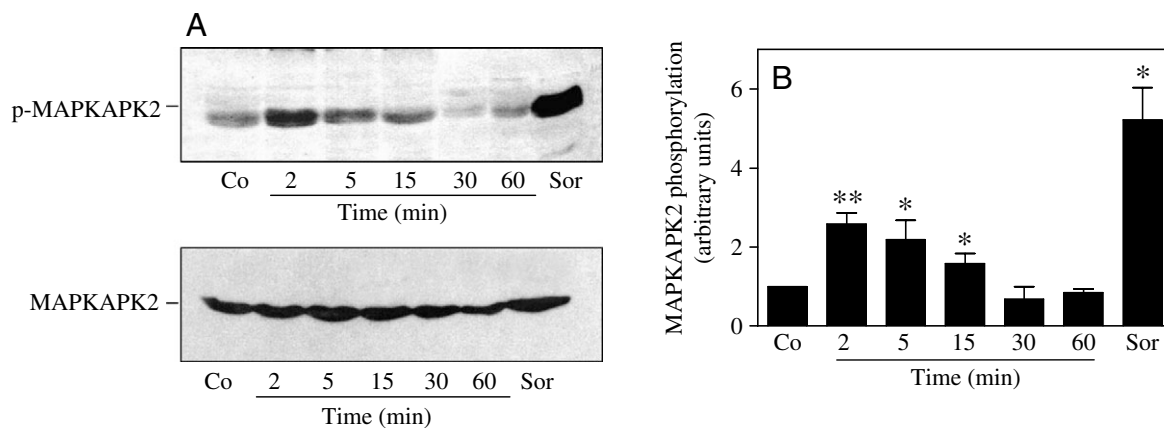 A
p-MAPKAPK2
Co 2 5 15 30 60 Sor
Time (min)
MAPKAPK2
Co 2 5 15 30 60 Sor
Time (min)
B
MAPKAPK2 phosphorylation
(arbitrary units)
6
4
2
0
** * * *
Co 2 5 15 30 60 Sor
Time (min)